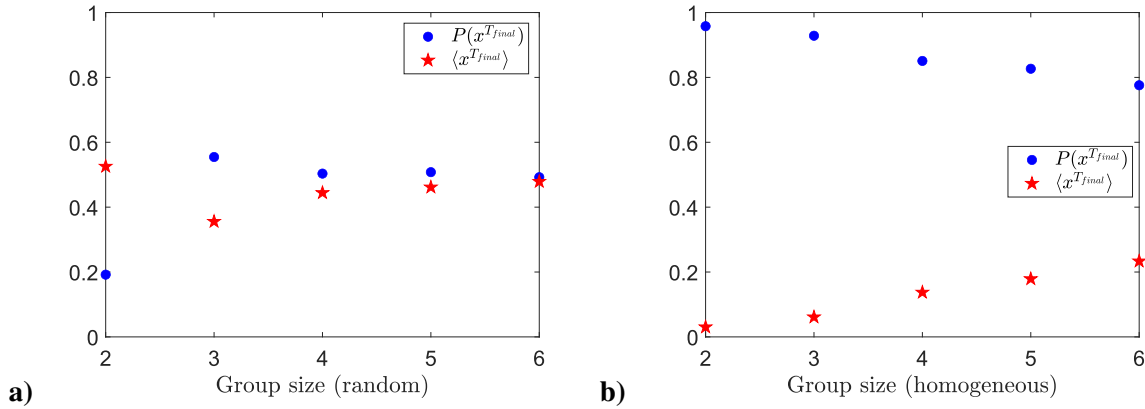 1
0.8
0.6
0.4
0.2
0
2 3 4 5 6
Group size (random)
P(x^{T_{final}})
⟨x^{T_{final}}⟩
a)
1
0.8
0.6
0.4
0.2
0
2 3 4 5 6
Group size (homogeneous)
P(x^{T_{final}})
⟨x^{T_{final}}⟩
b)